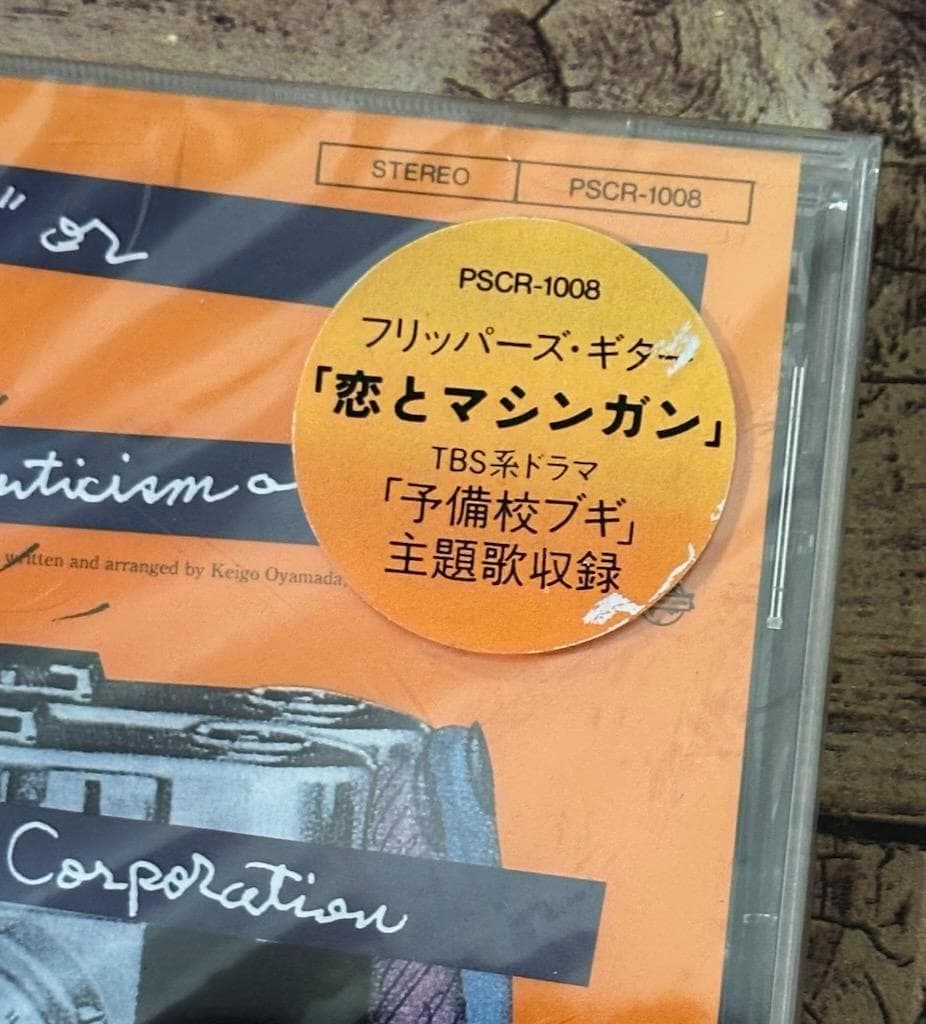 STEREO PSCR-1008
" or
PSCR-1008
フリッパーズ・ギター
「恋とマシンガン」
TBS系ドラマ
「予備校ブギ」
主題歌収録
uticism a
written and arranged by Keigo Oyamada,
Corporation